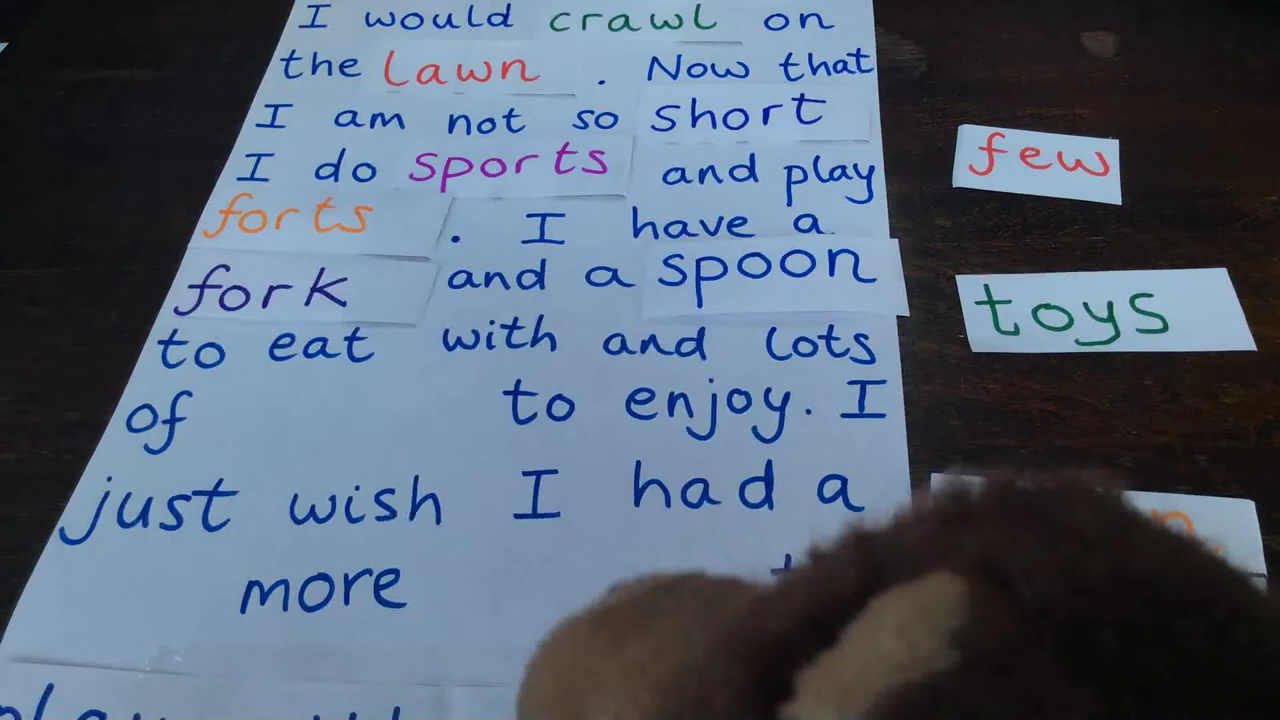 I would crawl on
the lawn . Now that
I am not so short
I do sports and play
forts . I have a
fork and a spoon
to eat with and lots
of to enjoy. I
just wish I had a
more
few
toys